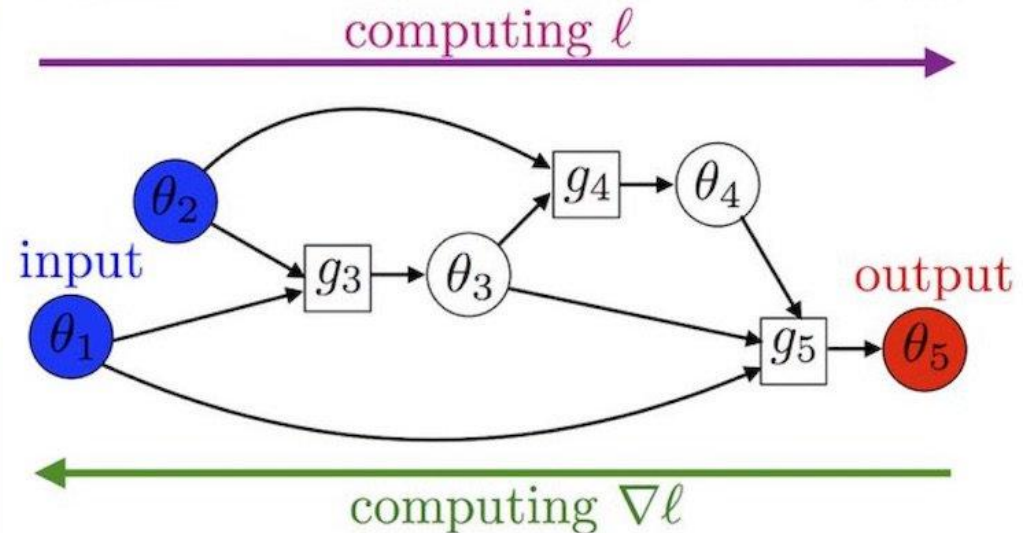 computing ℓ
θ₂
g₄
θ₄
input
g₃
θ₃
output
θ₁
g₅
θ₅
computing ∇ℓ